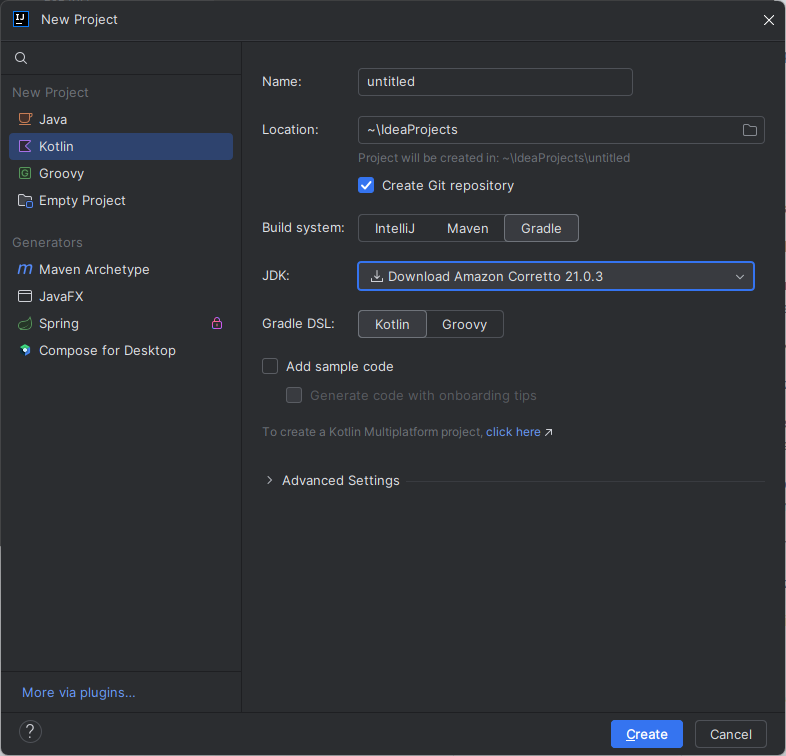 New Project
New Project
Java
Kotlin
Groovy
Empty Project
Generators
Maven Archetype
JavaFX
Spring
Compose for Desktop
More via plugins...
Name: untitled
Location: ~\IdeaProjects
Project will be created in: ~\IdeaProjects\untitled
Create Git repository
Build system: IntelliJ Maven Gradle
JDK: Download Amazon Corretto 21.0.3
Gradle DSL: Kotlin Groovy
Add sample code
Generate code with onboarding tips
To create a Kotlin Multiplatform project, click here ↗
Advanced Settings
? Create Cancel